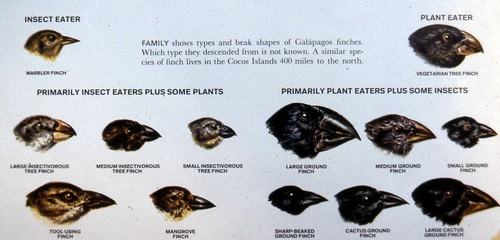 INSECT EATER
PLANT EATER
FAMILY shows types and beak shapes of Galápagos finches.
Which type they descended from is not known. A similar spe-
cies of finch lives in the Cocos Islands 400 miles to the north.
WARBLER FINCH
VEGETARIAN TREE FINCH
PRIMARILY INSECT EATERS PLUS SOME PLANTS
PRIMARILY PLANT EATERS PLUS SOME INSECTS
LARGE INSECTIVOROUS
TREE FINCH
MEDIUM INSECTIVOROUS
TREE FINCH
SMALL INSECTIVOROUS
TREE FINCH
LARGE GROUND
FINCH
MEDIUM GROUND
FINCH
SMALL GROUND
FINCH
TOOL-USING
FINCH
MANGROVE
FINCH
SHARP-BEAKED
GROUND FINCH
CACTUS GROUND
FINCH
LARGE CACTUS
GROUND FINCH